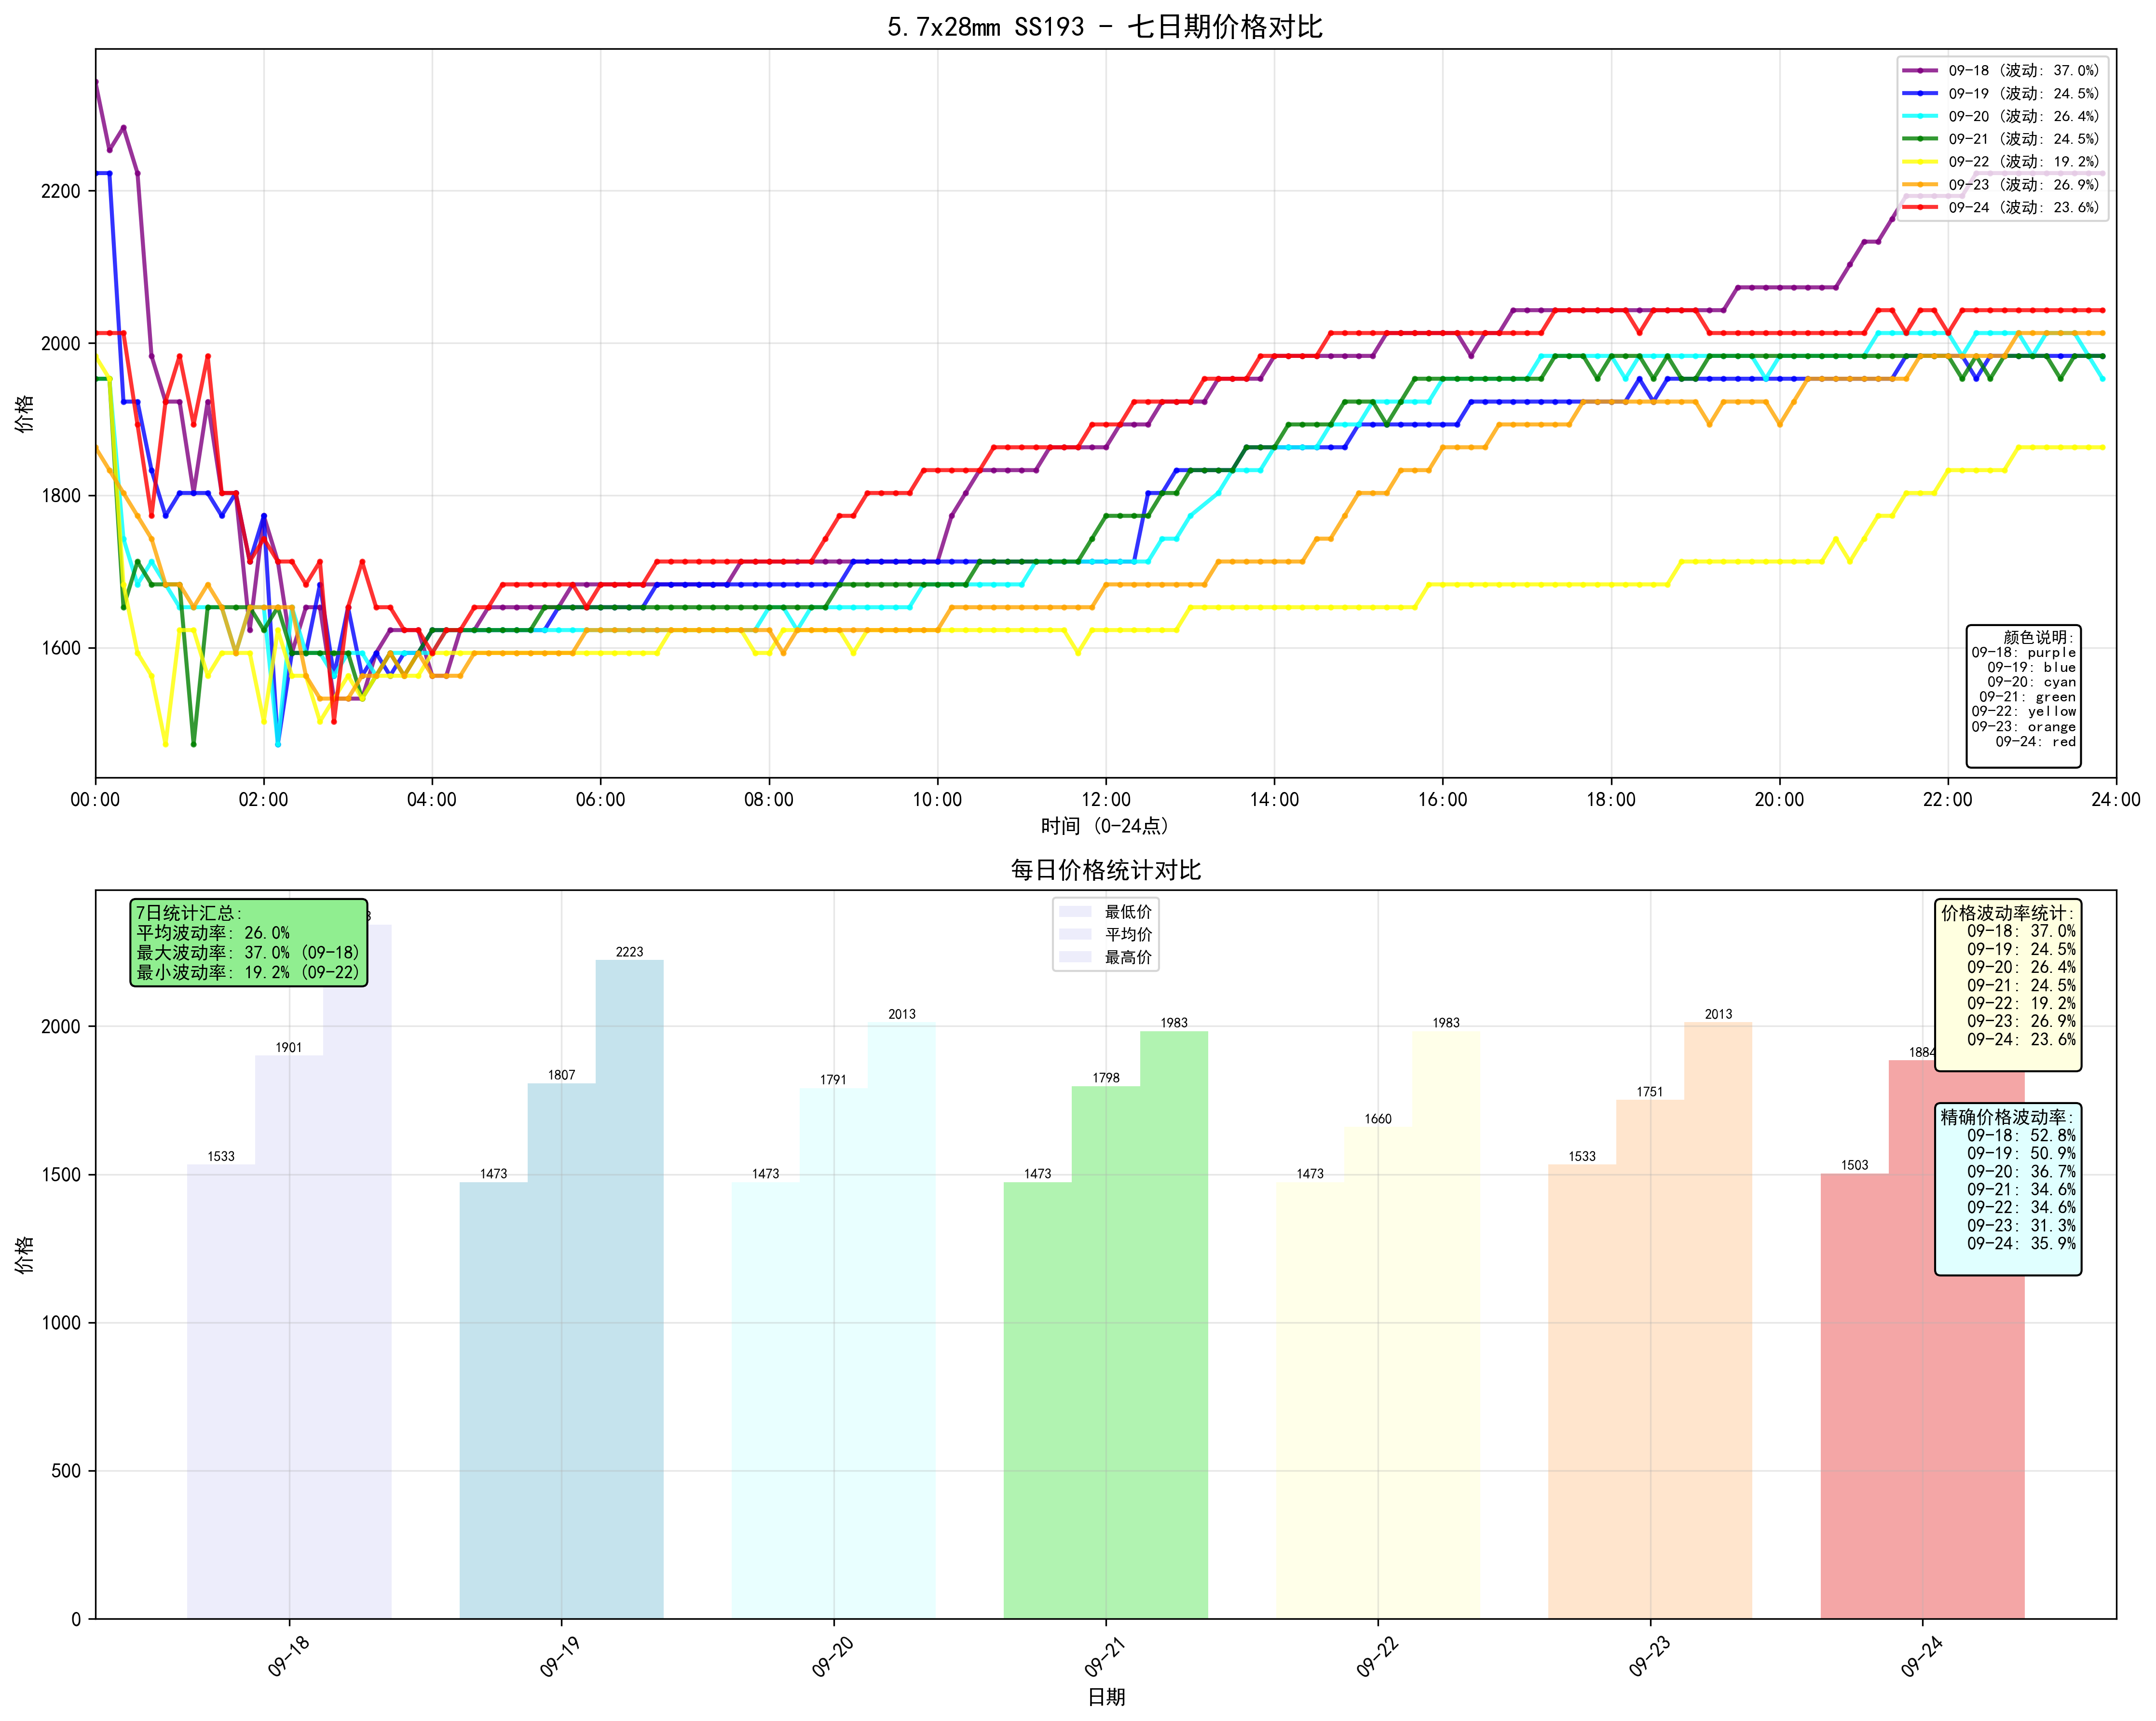 5.7x28mm SS193 - 七日期价格对比
价格
2200
2000
1800
1600
09-18 (波动: 37.0%)
09-19 (波动: 24.5%)
09-20 (波动: 26.4%)
09-21 (波动: 24.5%)
09-22 (波动: 19.2%)
09-23 (波动: 26.9%)
09-24 (波动: 23.6%)
颜色说明:
09-18: purple
09-19: blue
09-20: cyan
09-21: green
09-22: yellow
09-23: orange
09-24: red
00:00 02:00 04:00 06:00 08:00 10:00 12:00 14:00 16:00 18:00 20:00 22:00 24:00
时间 (0-24点)
每日价格统计对比
价格
2000
1500
1000
500
0
7日统计汇总:
平均波动率: 26.0%
最大波动率: 37.0% (09-18)
最小波动率: 19.2% (09-22)
最低价
平均价
最高价
价格波动率统计:
09-18: 37.0%
09-19: 24.5%
09-20: 26.4%
09-21: 24.5%
09-22: 19.2%
09-23: 26.9%
09-24: 23.6%
精确价格波动率:
09-18: 52.8%
09-19: 50.9%
09-20: 36.7%
09-21: 34.6%
09-22: 34.6%
09-23: 31.3%
09-24: 35.9%
1533 1901 3
1473 1807 2223
1473 1791 2013
1473 1798 1983
1473 1660 1983
1533 1751 2013
1503 1884
09-18 09-19 09-20 09-21 09-22 09-23 09-24
日期